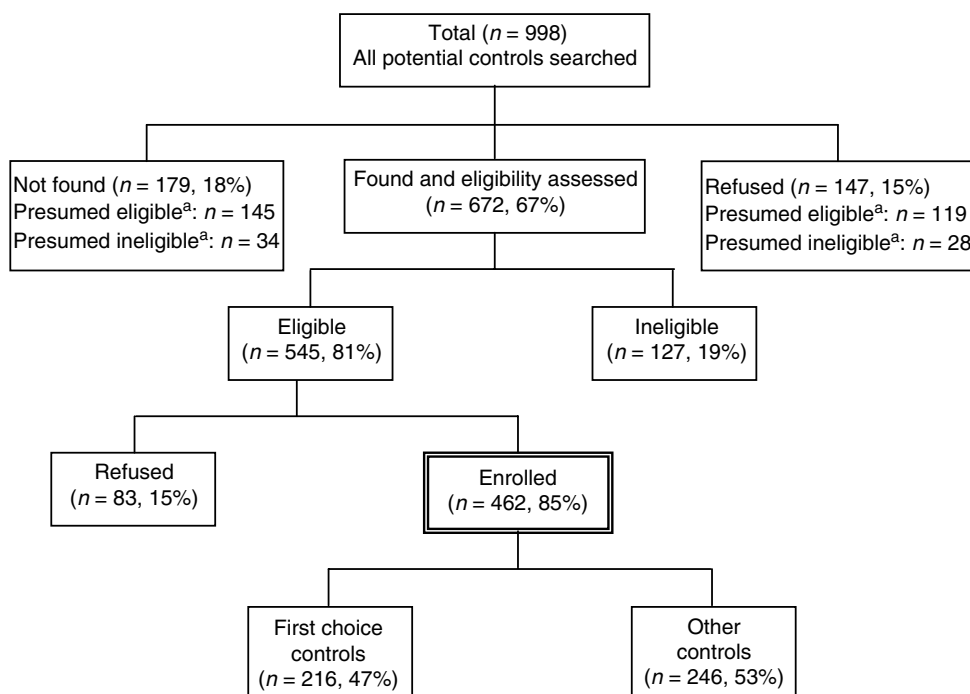 Total (n = 998)
All potential controls searched
Not found (n = 179, 18%)
Presumed eligibleᵃ: n = 145
Presumed ineligibleᵃ: n = 34
Found and eligibility assessed
(n = 672, 67%)
Refused (n = 147, 15%)
Presumed eligibleᵃ: n = 119
Presumed ineligibleᵃ: n = 28
Eligible
(n = 545, 81%)
Ineligible
(n = 127, 19%)
Refused
(n = 83, 15%)
Enrolled
(n = 462, 85%)
First choice
controls
(n = 216, 47%)
Other
controls
(n = 246, 53%)